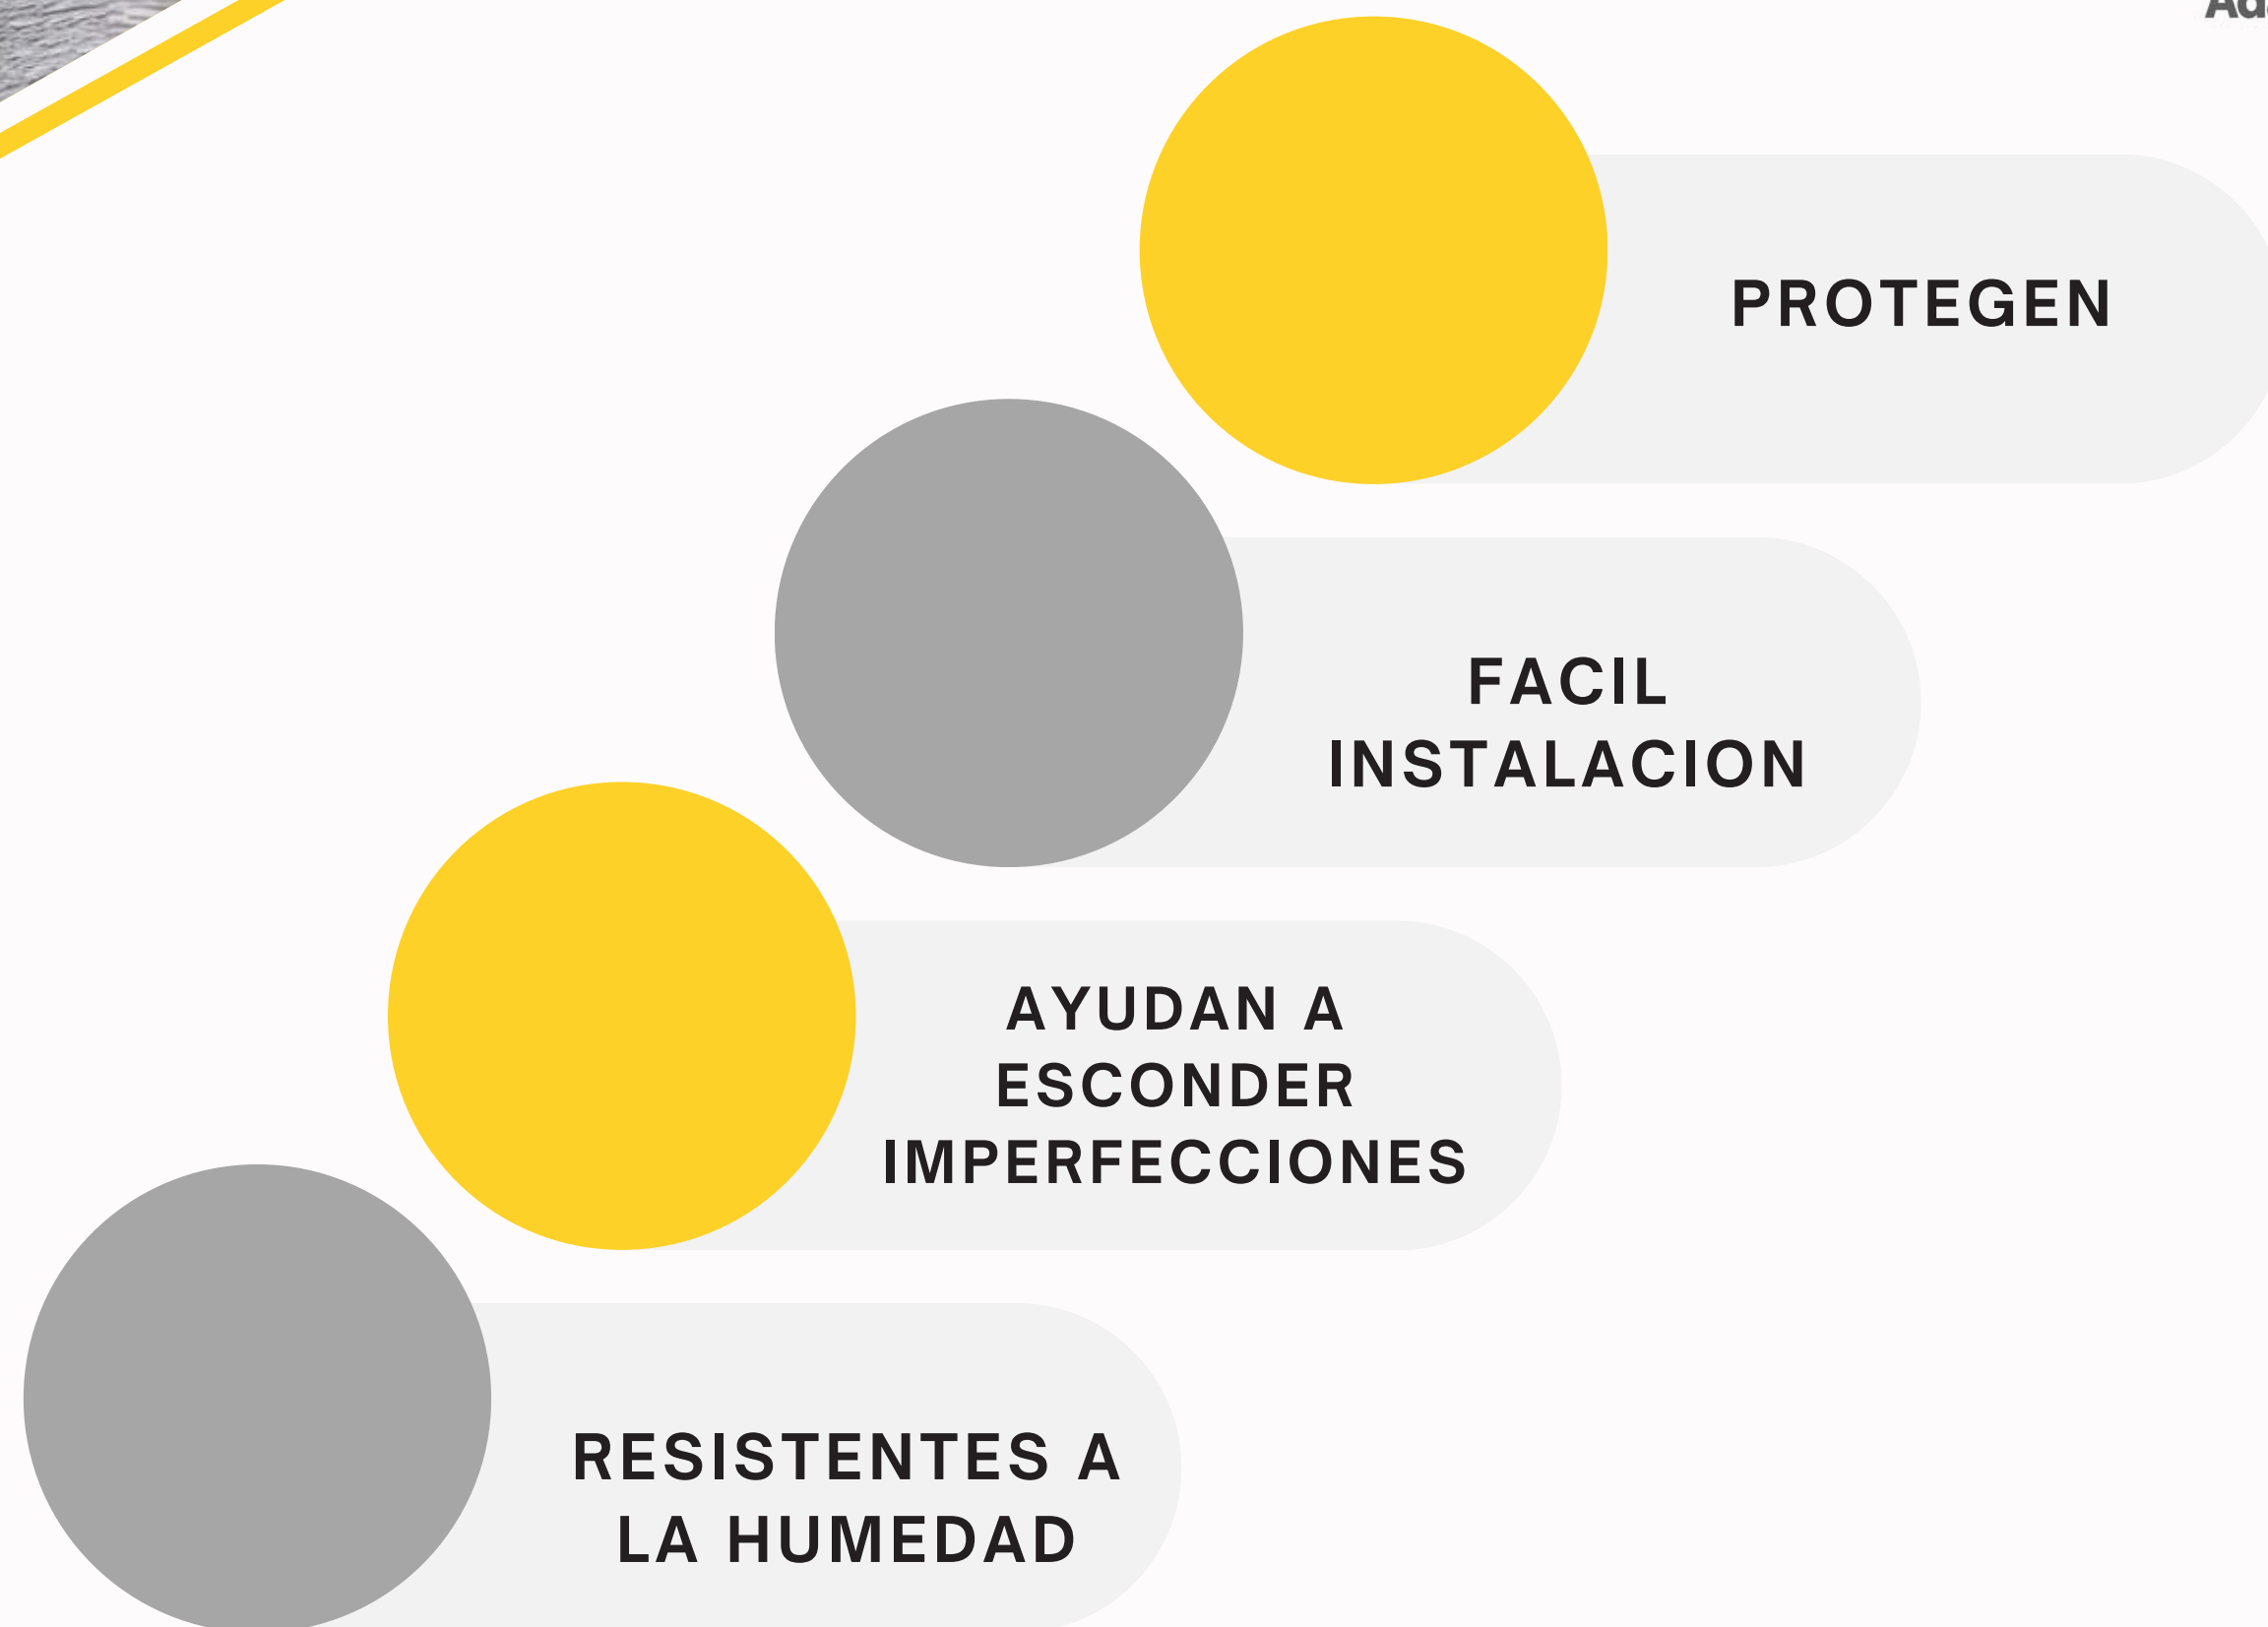 PROTEGEN
FACIL
INSTALACION
AYUDAN A
ESCONDER
IMPERFECCIONES
RESISTENTES A
LA HUMEDAD